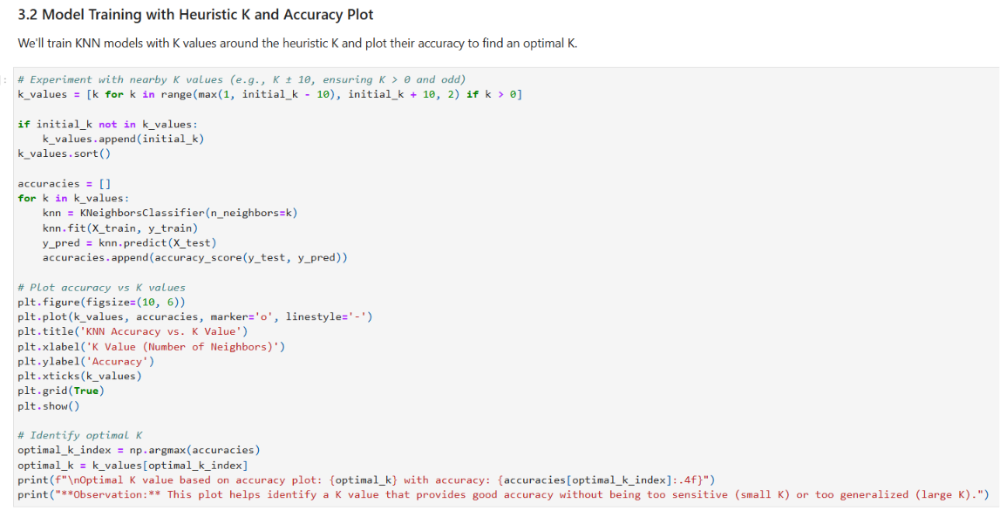 3.2 Model Training with Heuristic K and Accuracy Plot
We'll train KNN models with K values around the heuristic K and plot their accuracy to find an optimal K.
:
# Experiment with nearby K values (e.g., K ± 10, ensuring K > 0 and odd)
k_values = [k for k in range(max(1, initial_k - 10), initial_k + 10, 2) if k > 0]
if initial_k not in k_values:
    k_values.append(initial_k)
k_values.sort()
accuracies = []
for k in k_values:
    knn = KNeighborsClassifier(n_neighbors=k)
    knn.fit(X_train, y_train)
    y_pred = knn.predict(X_test)
    accuracies.append(accuracy_score(y_test, y_pred))
# Plot accuracy vs K values
plt.figure(figsize=(10, 6))
plt.plot(k_values, accuracies, marker='o', linestyle='-')
plt.title('KNN Accuracy vs. K Value')
plt.xlabel('K Value (Number of Neighbors)')
plt.ylabel('Accuracy')
plt.xticks(k_values)
plt.grid(True)
plt.show()
# Identify optimal K
optimal_k_index = np.argmax(accuracies)
optimal_k = k_values[optimal_k_index]
print(f"\nOptimal K value based on accuracy plot: {optimal_k} with accuracy: {accuracies[optimal_k_index]:.4f}")
print("**Observation:** This plot helps identify a K value that provides good accuracy without being too sensitive (small K) or too generalized (large K).")